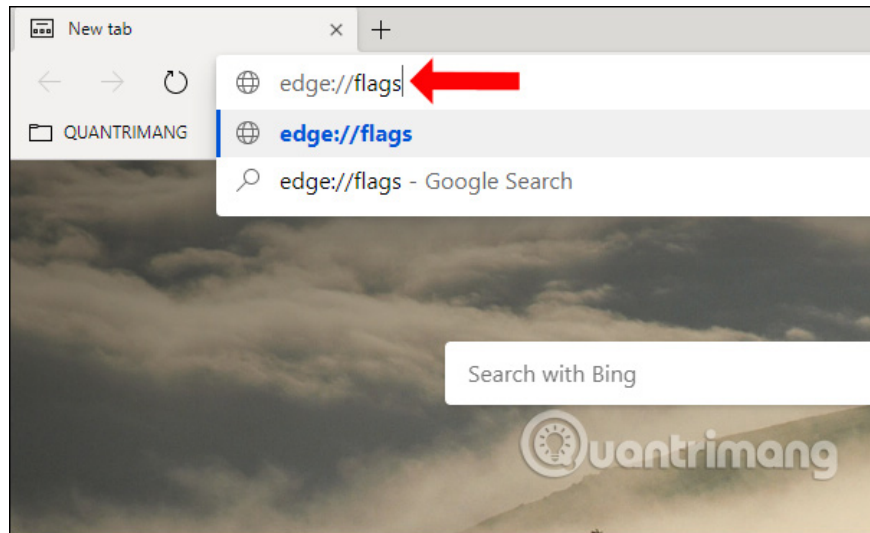 New tab
edge://flags
QUANTRIMANG
edge://flags
edge://flags - Google Search
Search with Bing
Quantrimang